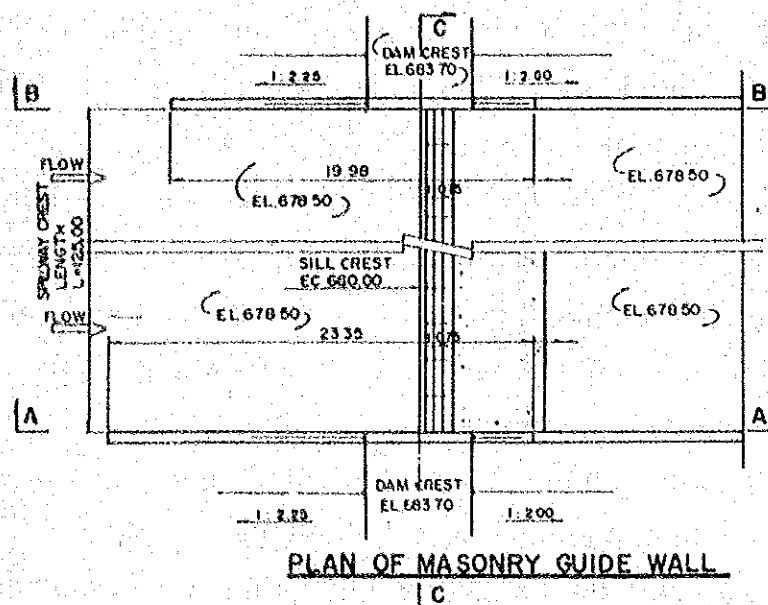 C
DAM CREST
EL.683.70
1:2.25
1:2.00
B
B
FLOW
19.98
EL.678.50
EL.678.50
SPILLWAY CREST
LENGTH
L=125.00
SILL CREST
EC.680.00
EL.678.50
EL.678.50
FLOW
23.35
A
A
DAM CREST
EL.683.70
1:2.25
1:2.00
PLAN OF MASONRY GUIDE WALL
C